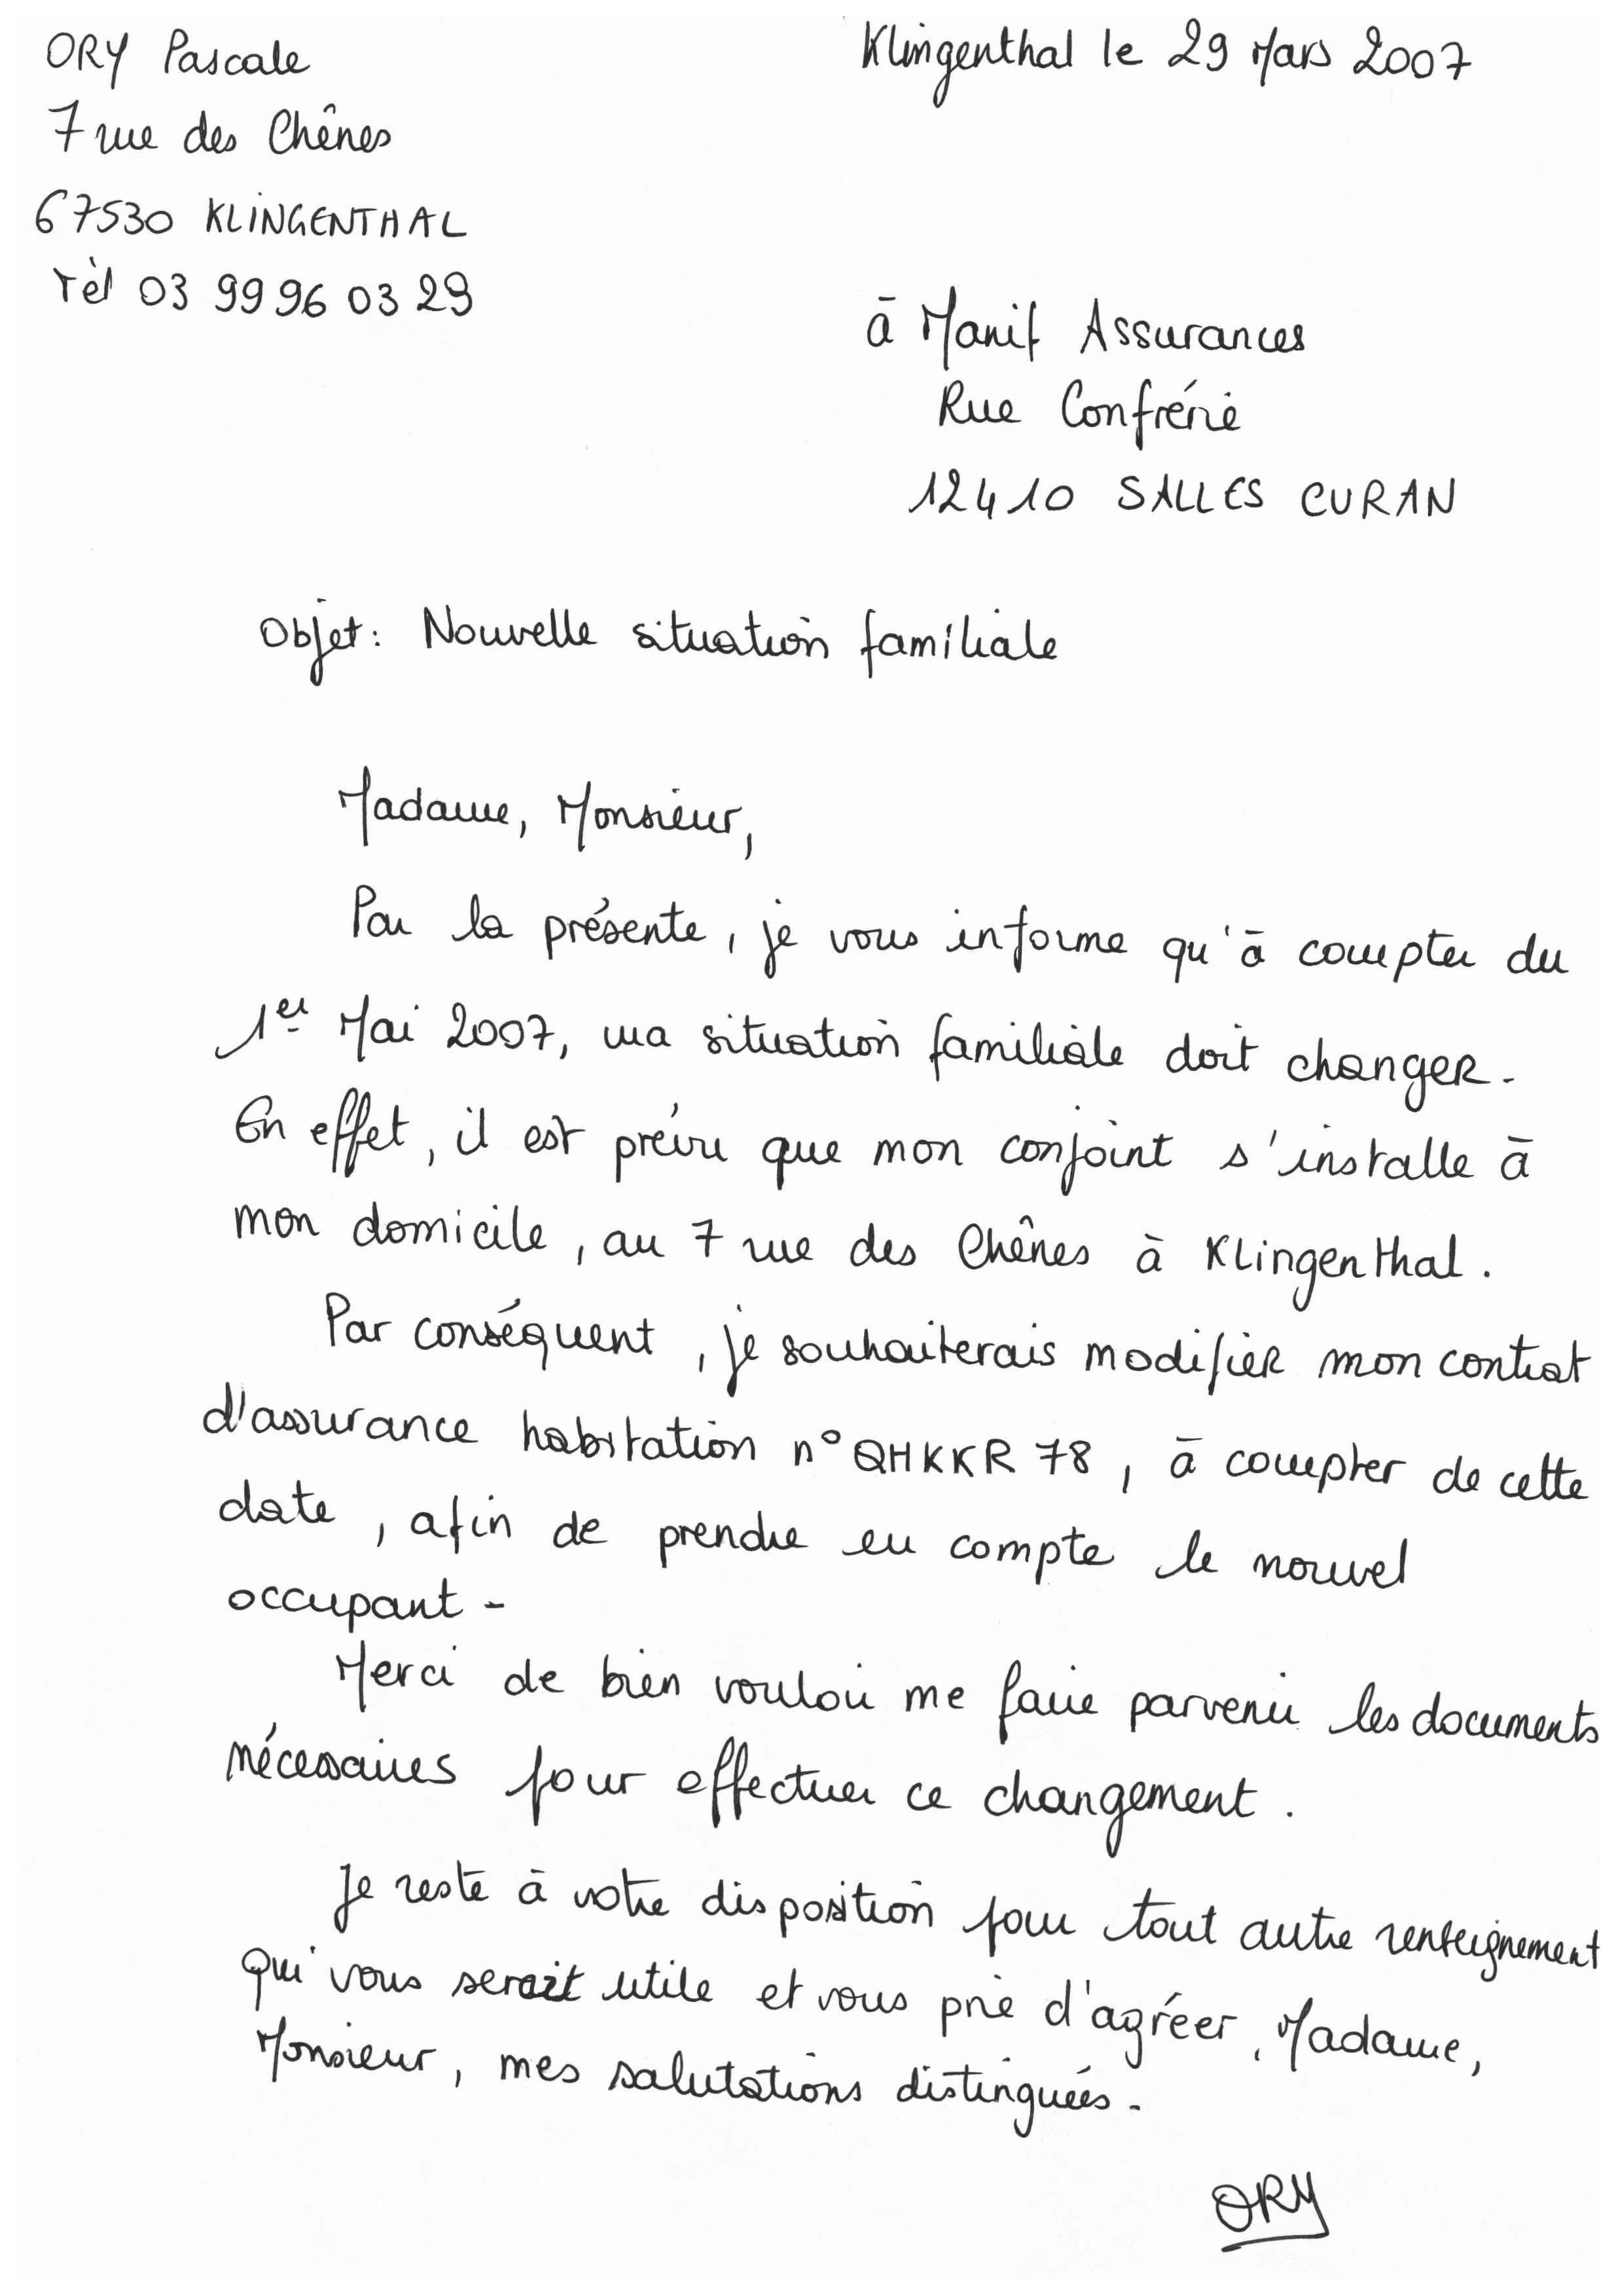 ORY Pascale
Klingenthal le 29 Mars 2007
7 rue des Chênes
67530 KLINGENTHAL
Tèl 03 99 96 03 29
à Manif Assurances
Rue Confrérie
12410 SALLES CURAN
Objet: Nouvelle situation familiale
Madame, Monsieur,
Par la présente, je vous informe qu'à compter du
1er Mai 2007, ma situation familiale doit changer.
En effet, il est prévu que mon conjoint s'installe à
mon domicile, au 7 rue des Chênes à Klingenthal.
Par conséquent, je souhaiterais modifier mon contrat
d'assurance habitation n° QHKKR 78, à compter de cette
date, afin de prendre en compte le nouvel
occupant -
Merci de bien vouloir me faire parvenir les documents
nécessaires pour effectuer ce changement.
Je reste à votre disposition pour tout autre renseignement
qui vous serait utile et vous prie d'agréer, Madame,
Monsieur, mes salutations distinguées.
ORY